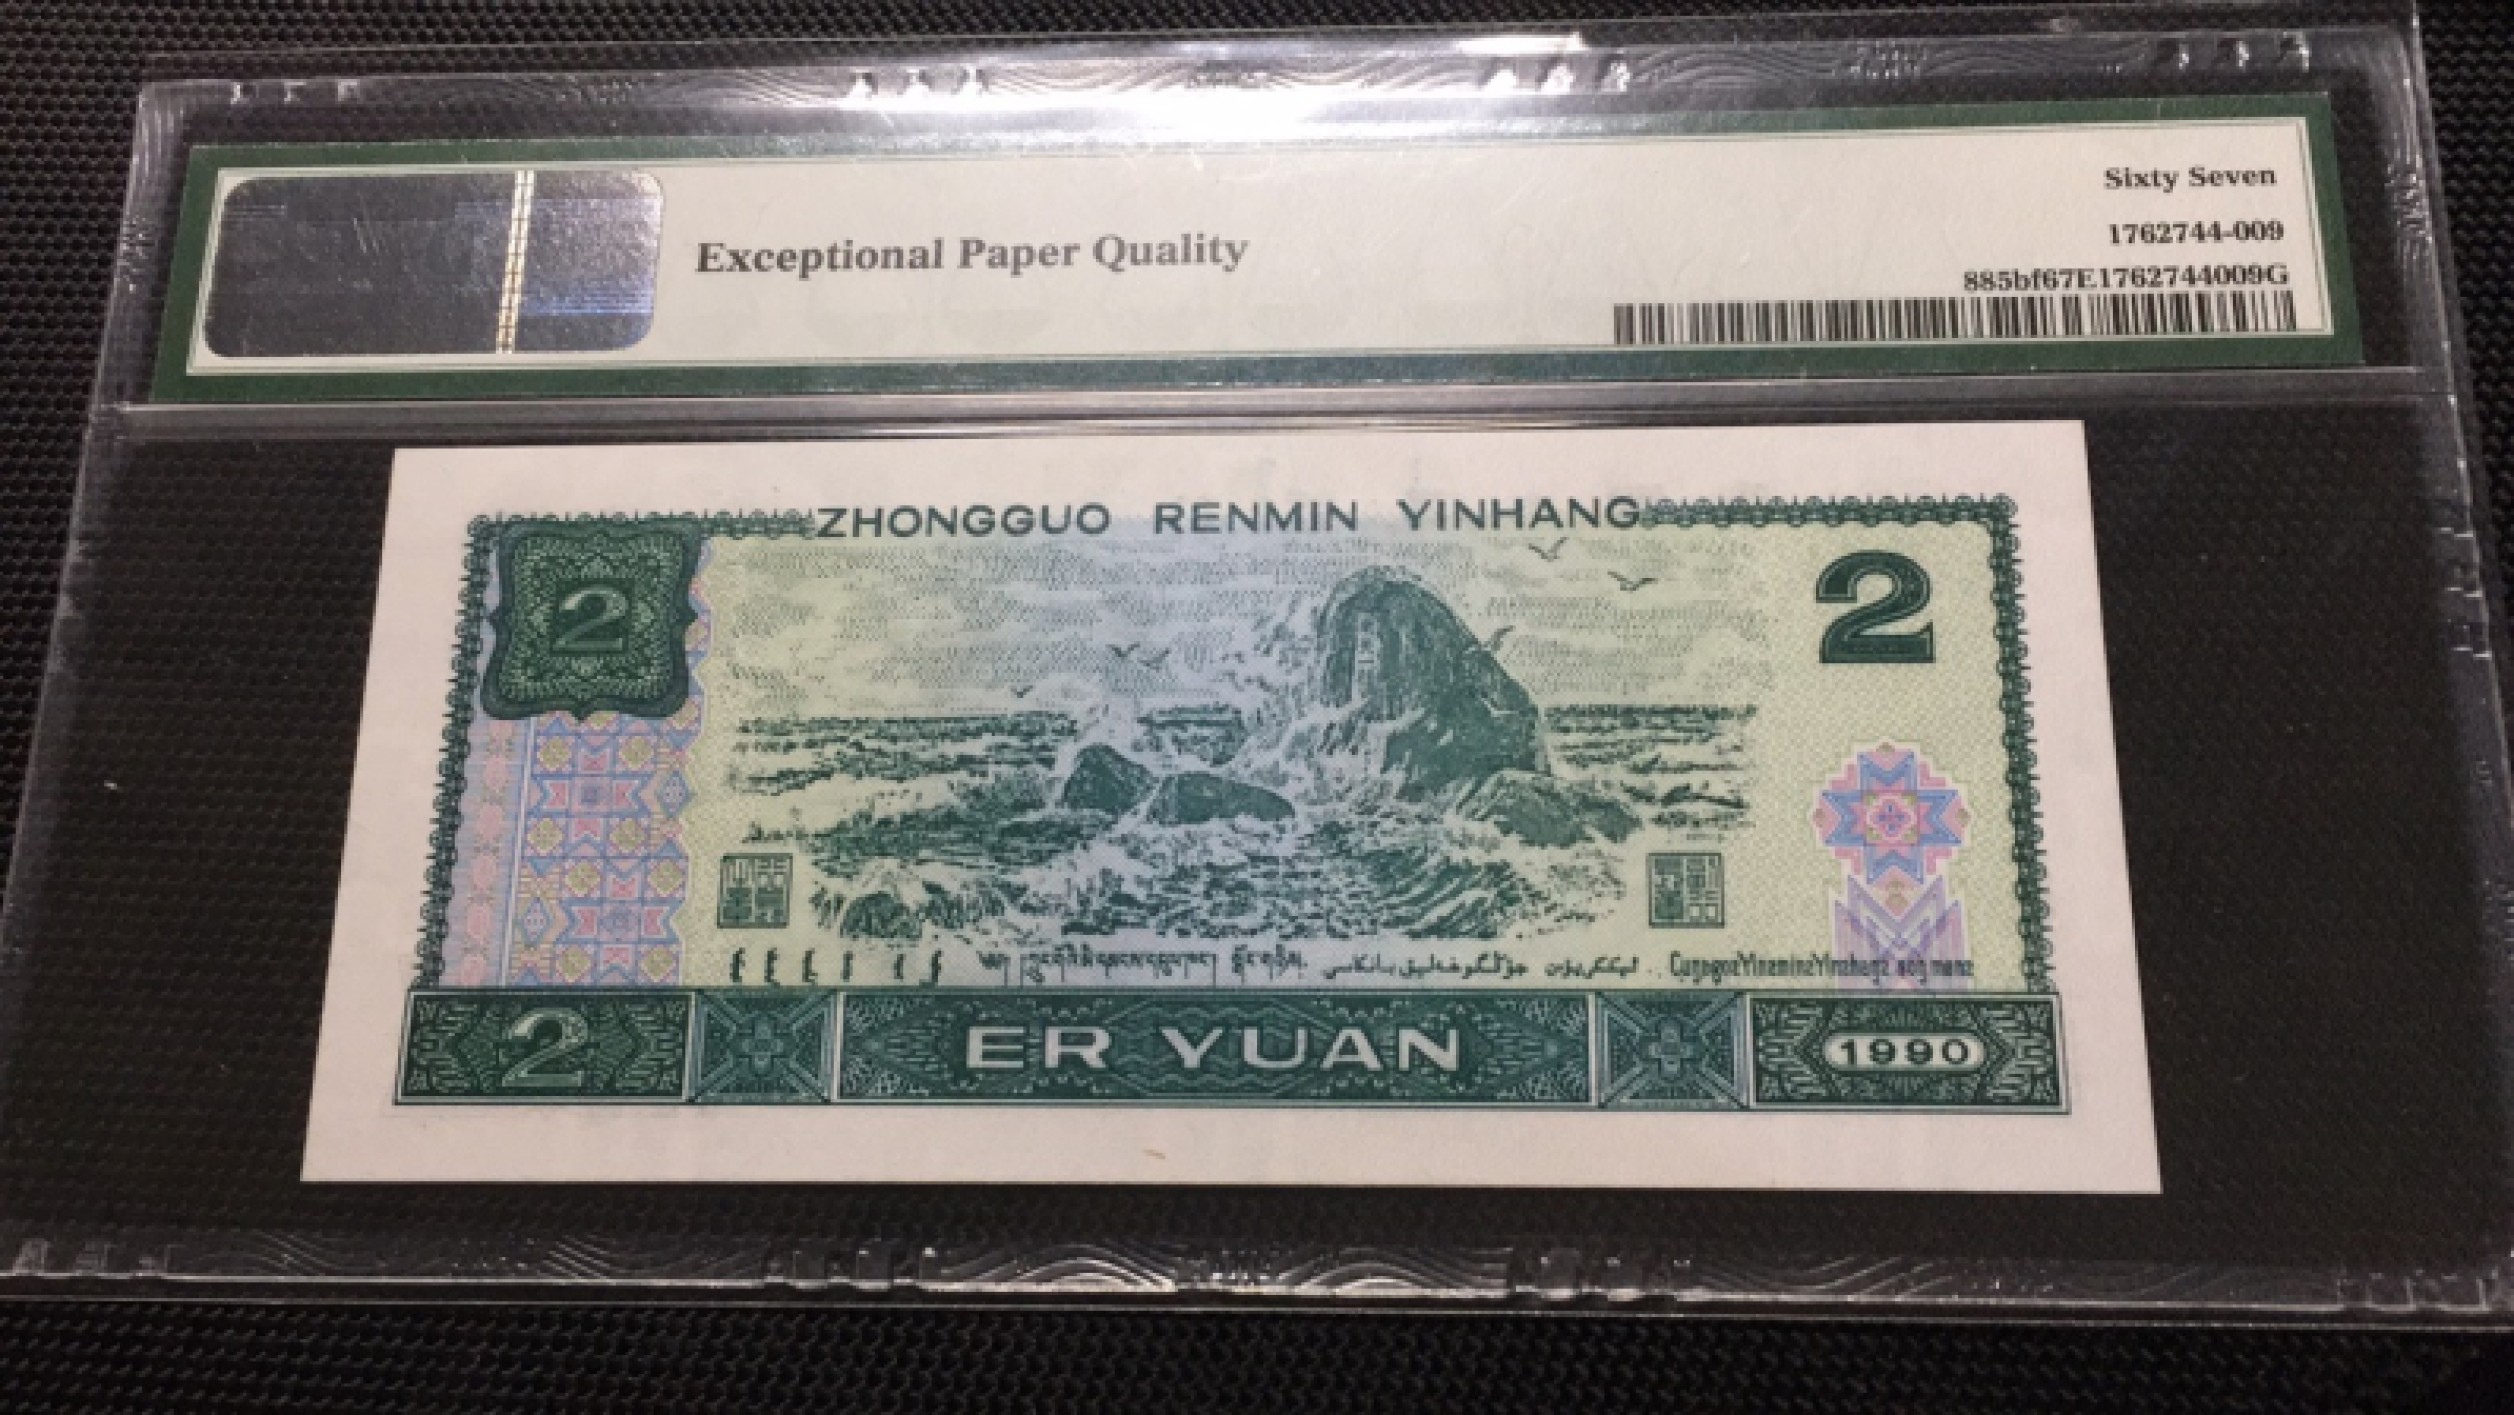 Sixty Seven
Exceptional Paper Quality
1762744-009
885bf67E1762744009G
ZHONGGUO RENMIN YINHANG
2
2
2
ER YUAN
1990